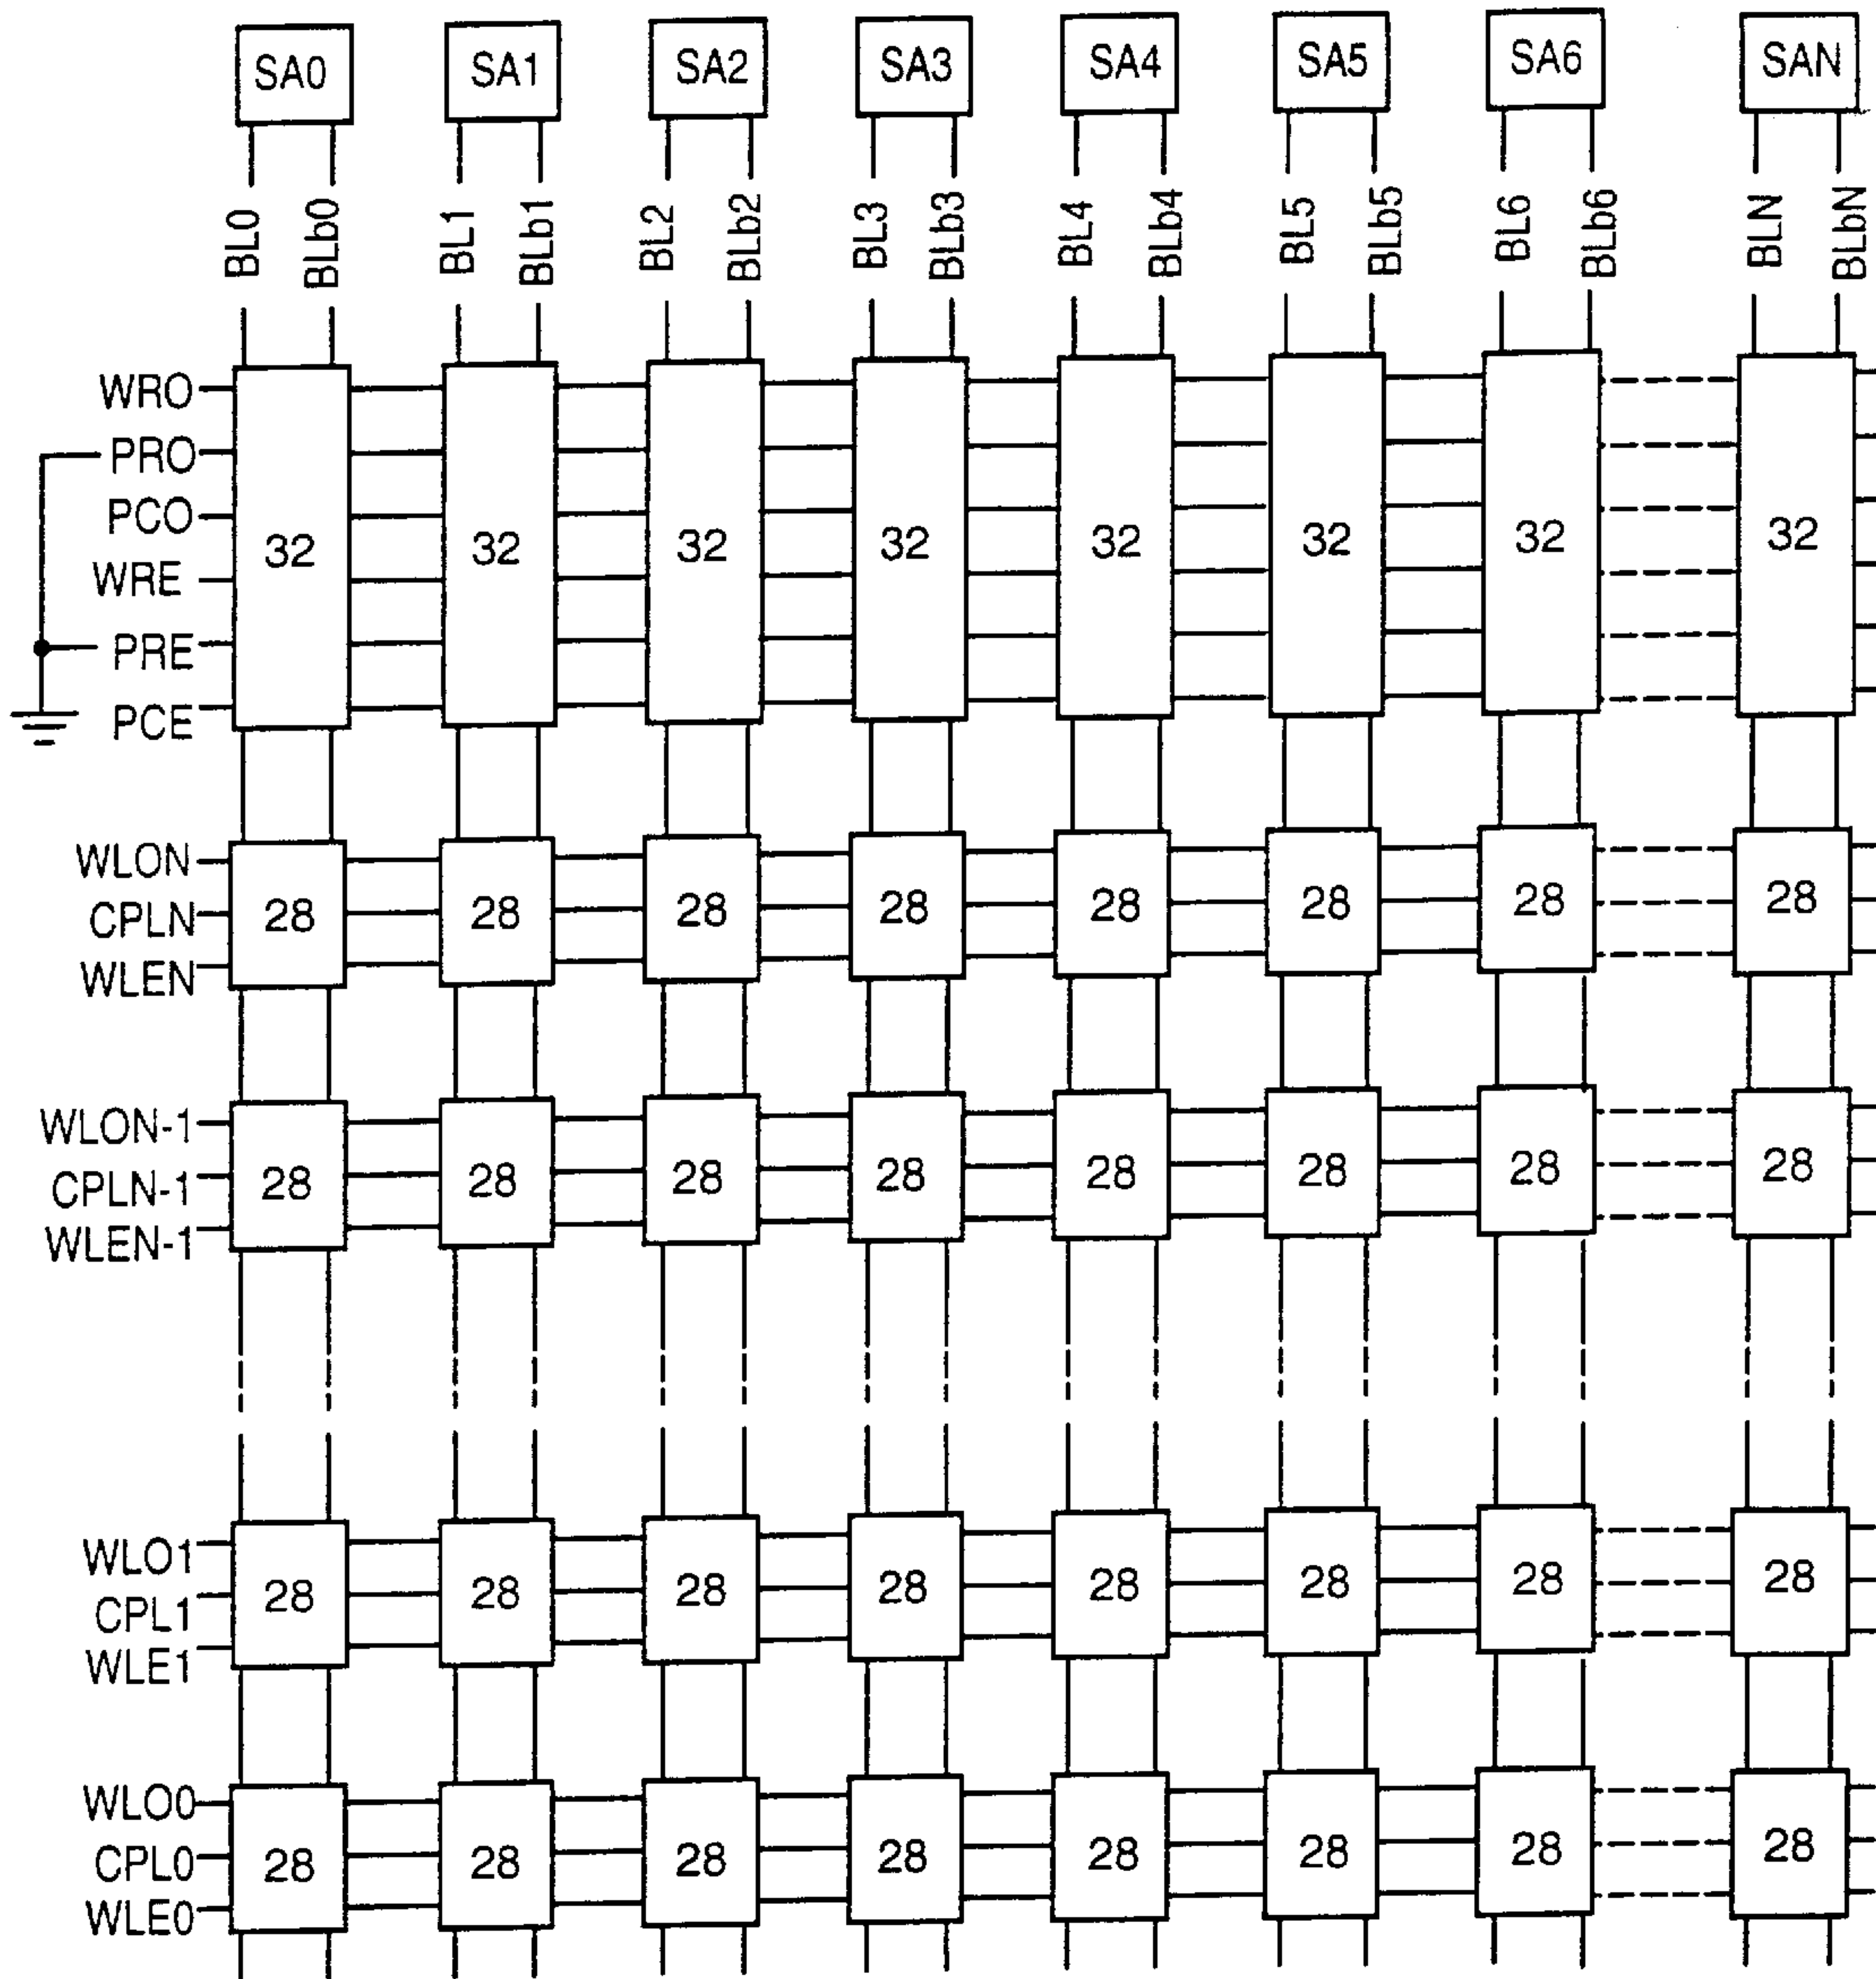 SA0 SA1 SA2 SA3 SA4 SA5 SA6 SAN
BL0 BLb0 BL1 BLb1 BL2 BLb2 BL3 BLb3 BL4 BLb4 BL5 BLb5 BL6 BLb6 BLN BLbN
WRO
PRO
PCO
32 32 32 32 32 32 32 32
WRE
PRE
PCE
WLON
CPLN 28 28 28 28 28 28 28 28
WLEN
WLON-1
CPLN-1 28 28 28 28 28 28 28 28
WLEN-1
WLO1
CPL1 28 28 28 28 28 28 28 28
WLE1
WLO0
CPL0 28 28 28 28 28 28 28 28
WLE0